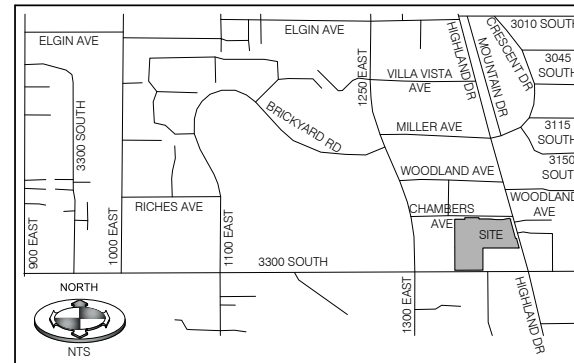 ELGIN AVE
ELGIN AVE
HIGHLAND DR
MOUNTAIN DR
CRESCENT DR
3010 SOUTH
3045
SOUTH
VILLA VISTA
AVE
1250 EAST
BRICKYARD RD
MILLER AVE
3115
SOUTH
3150
SOUT
3300 SOUTH
WOODLAND AVE
WOODLAND
AVE
RICHES AVE
CHAMBERS
AVE
SITE
900 EAST
1000 EAST
1100 EAST
3300 SOUTH
1300 EAST
HIGHLAND DR
NORTH
NTS